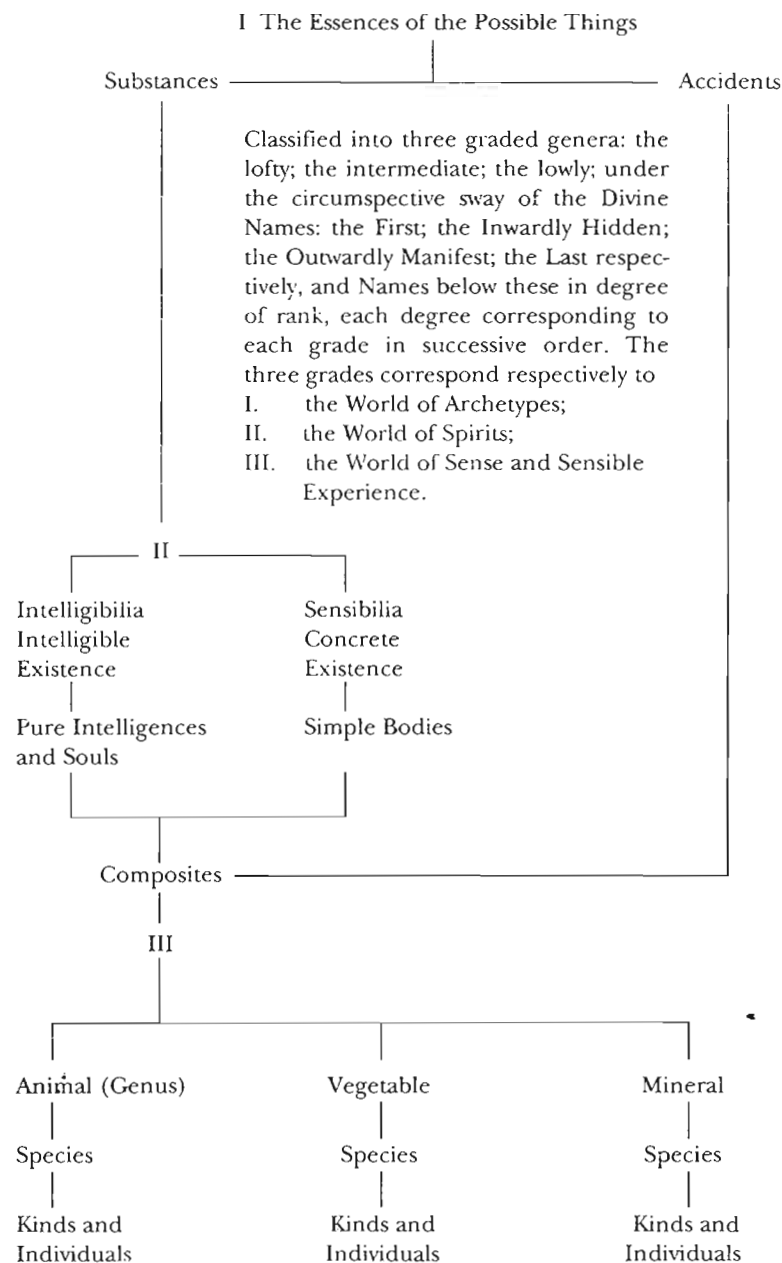 I The Essences of the Possible Things
Substances Accidents
Classified into three graded genera: the
lofty; the intermediate; the lowly; under
the circumspective sway of the Divine
Names: the First; the Inwardly Hidden;
the Outwardly Manifest; the Last respec-
tively, and Names below these in degree
of rank, each degree corresponding to
each grade in successive order. The
three grades correspond respectively to
I. the World of Archetypes;
II. the World of Spirits;
III. the World of Sense and Sensible
Experience.
II
Intelligibilia Sensibilia
Intelligible Concrete
Existence Existence
Pure Intelligences Simple Bodies
and Souls
Composites
III
Animal (Genus) Vegetable Mineral
Species Species Species
Kinds and Kinds and Kinds and
Individuals Individuals Individuals